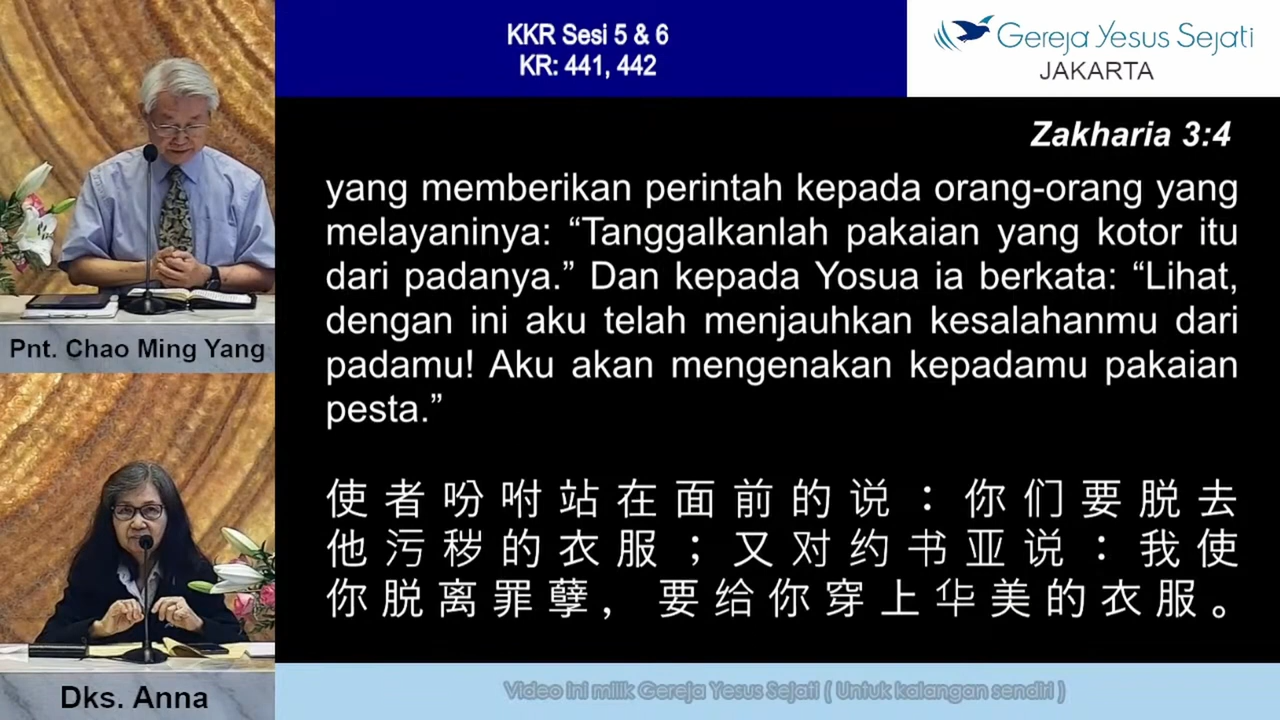 KKR Sesi 5 & 6
KR: 441, 442
Gereja Yesus Sejati
JAKARTA
Zakharia 3:4
yang memberikan perintah kepada orang-orang yang
melayaninya: “Tanggalkanlah pakaian yang kotor itu
dari padanya.” Dan kepada Yosua ia berkata: “Lihat,
dengan ini aku telah menjauhkan kesalahanmu dari
padamu! Aku akan mengenakan kepadamu pakaian
pesta.”
使者吩咐站在面前的说：你们要脱去
他污秽的衣服；又对约书亚说：我使
你脱离罪孽，要给你穿上华美的衣服。
Pnt. Chao Ming Yang
Dks. Anna
Video ini milik Gereja Yesus Sejati ( Untuk kalangan sendiri )